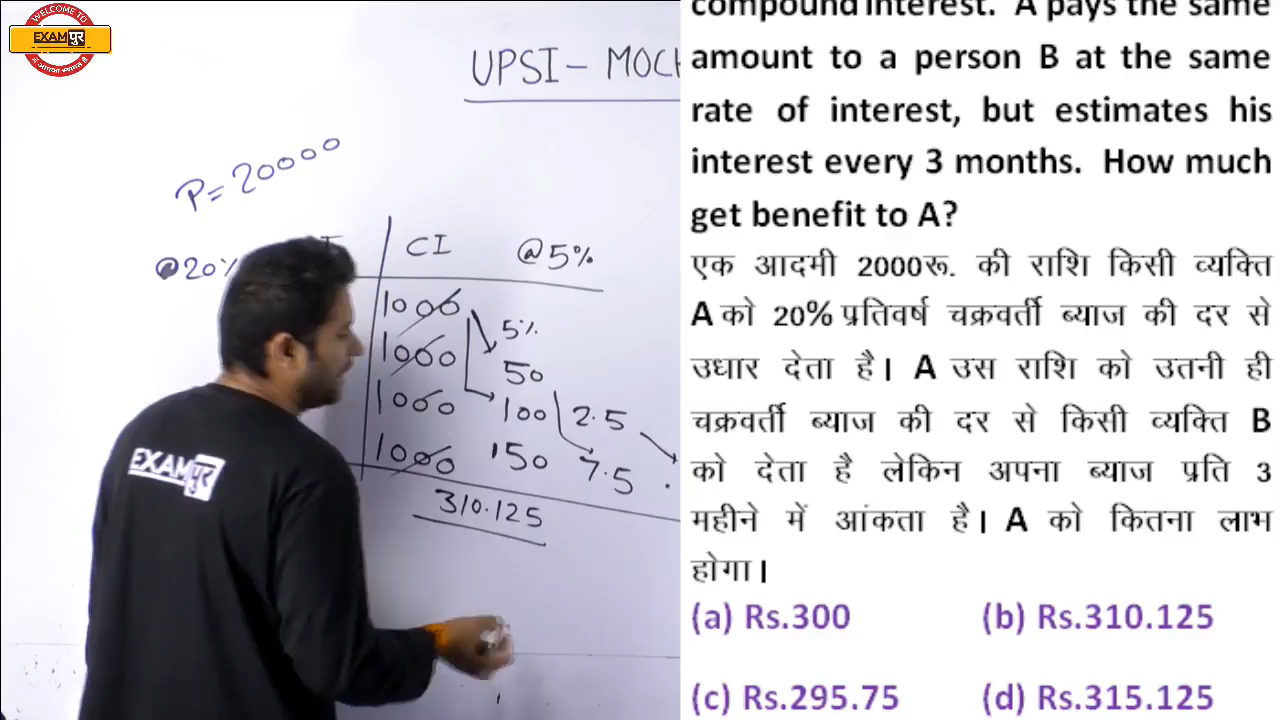 WELCOME TO
EXAMपुर
UPSI- MOCK
P= 20000
@20%
CI @5%
1000
1000 5%
50
1000 100 2.5
1000 150 7.5
310.125
EXAMपुर
compound interest. A pays the same
amount to a person B at the same
rate of interest, but estimates his
interest every 3 months. How much
get benefit to A?
एक आदमी 2000रू. की राशि किसी व्यक्ति
A को 20% प्रतिवर्ष चक्रवर्ती ब्याज की दर से
उधार देता है। A उस राशि को उतनी ही
चक्रवर्ती ब्याज की दर से किसी व्यक्ति B
को देता है लेकिन अपना ब्याज प्रति 3
महीने में आंकता है। A को कितना लाभ
होगा।
(a) Rs.300 (b) Rs.310.125
(c) Rs.295.75 (d) Rs.315.125